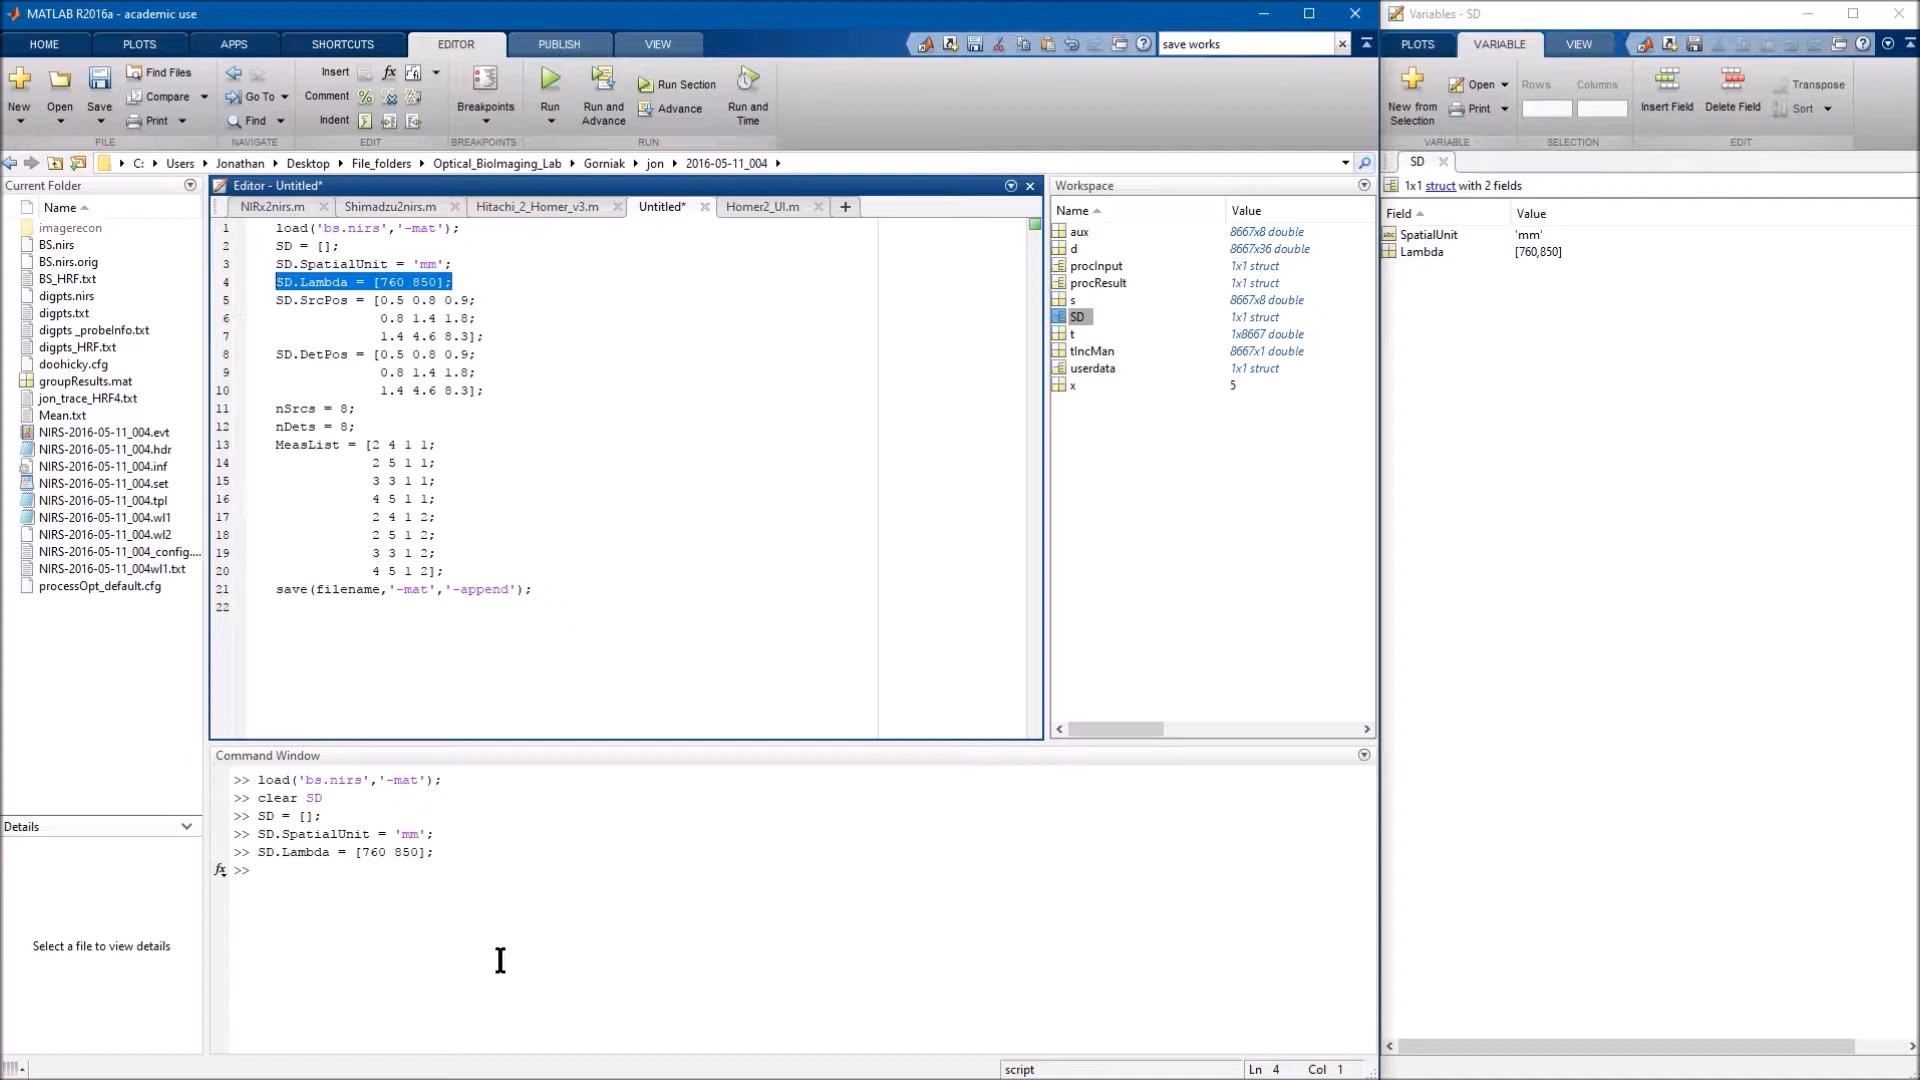 MATLAB R2016a - academic use
HOME PLOTS APPS SHORTCUTS EDITOR PUBLISH VIEW save works
New Open Save Find Files Compare Print
FILE
Go To Find
NAVIGATE
Insert fx
Comment
Indent
EDIT
Breakpoints
BREAKPOINTS
Run Run and Advance Run Section Advance Run and Time
RUN
C: Users Jonathan Desktop File_folders Optical_BioImaging_Lab Gorniak jon 2016-05-11_004
Current Folder
Name
imagerecon
BS.nirs
BS.nirs.orig
BS_HRF.txt
digpts.nirs
digpts.txt
digpts _probeInfo.txt
digpts_HRF.txt
doohicky.cfg
groupResults.mat
jon_trace_HRF4.txt
Mean.txt
NIRS-2016-05-11_004.evt
NIRS-2016-05-11_004.hdr
NIRS-2016-05-11_004.inf
NIRS-2016-05-11_004.set
NIRS-2016-05-11_004.tpl
NIRS-2016-05-11_004.wl1
NIRS-2016-05-11_004.wl2
NIRS-2016-05-11_004_config....
NIRS-2016-05-11_004wl1.txt
processOpt_default.cfg
Details
Select a file to view details
Editor - Untitled*
NIRx2nirs.m Shimadzu2nirs.m Hitachi_2_Homer_v3.m Untitled* Homer2_UI.m +
1 load('bs.nirs','-mat');
2 SD = [];
3 SD.SpatialUnit = 'mm';
4 SD.Lambda = [760 850];
5 SD.SrcPos = [0.5 0.8 0.9;
6 0.8 1.4 1.8;
7 1.4 4.6 8.3];
8 SD.DetPos = [0.5 0.8 0.9;
9 0.8 1.4 1.8;
10 1.4 4.6 8.3];
11 nSrcs = 8;
12 nDets = 8;
13 MeasList = [2 4 1 1;
14 2 5 1 1;
15 3 3 1 1;
16 4 5 1 1;
17 2 4 1 2;
18 2 5 1 2;
19 3 3 1 2;
20 4 5 1 2];
21 save(filename,'-mat','-append');
22
Workspace
Name Value
aux 8667x8 double
d 8667x36 double
procInput 1x1 struct
procResult 1x1 struct
s 8667x8 double
SD 1x1 struct
t 1x8667 double
tIncMan 8667x1 double
userdata 1x1 struct
x 5
Command Window
>> load('bs.nirs','-mat');
>> clear SD
>> SD = [];
>> SD.SpatialUnit = 'mm';
>> SD.Lambda = [760 850];
fx >>
script Ln 4 Col 1
Variables - SD
PLOTS VARIABLE VIEW
New from Selection Open Print
VARIABLE
Rows Columns
SELECTION
Insert Field Delete Field Transpose Sort
EDIT
SD
1x1 struct with 2 fields
Field Value
SpatialUnit 'mm'
Lambda [760,850]